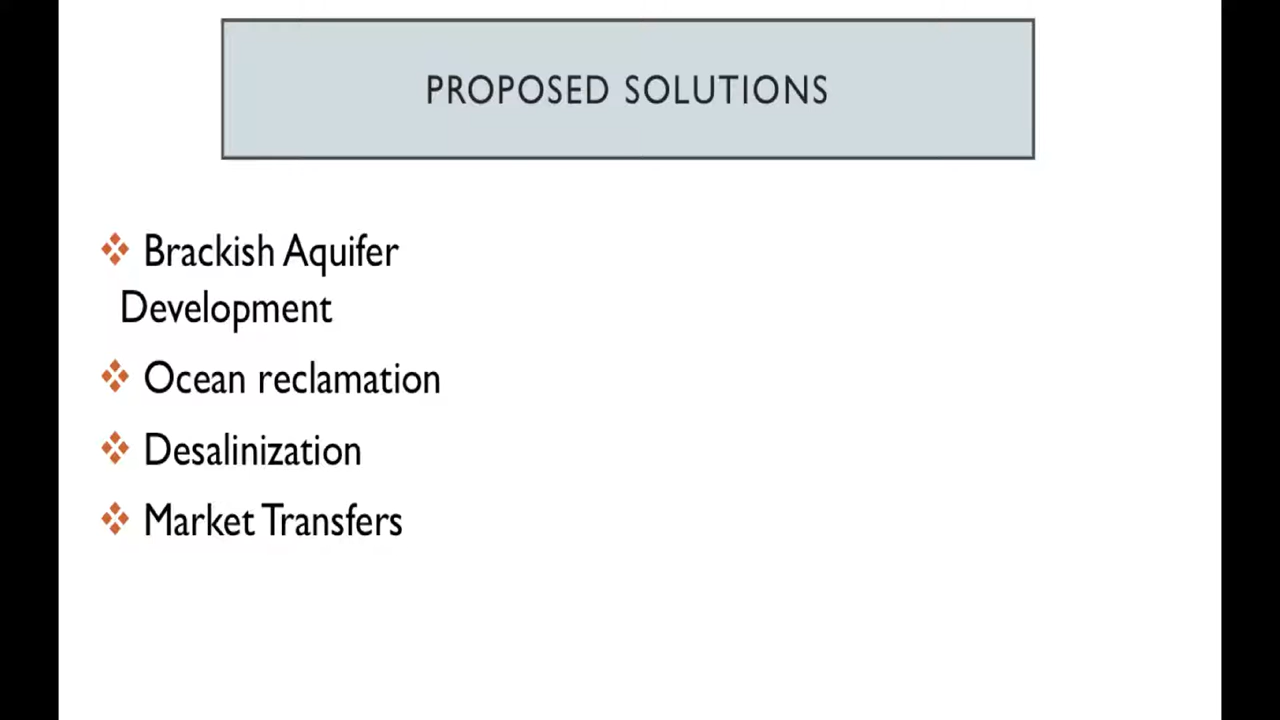 PROPOSED SOLUTIONS
Brackish Aquifer
Development
Ocean reclamation
Desalinization
Market Transfers